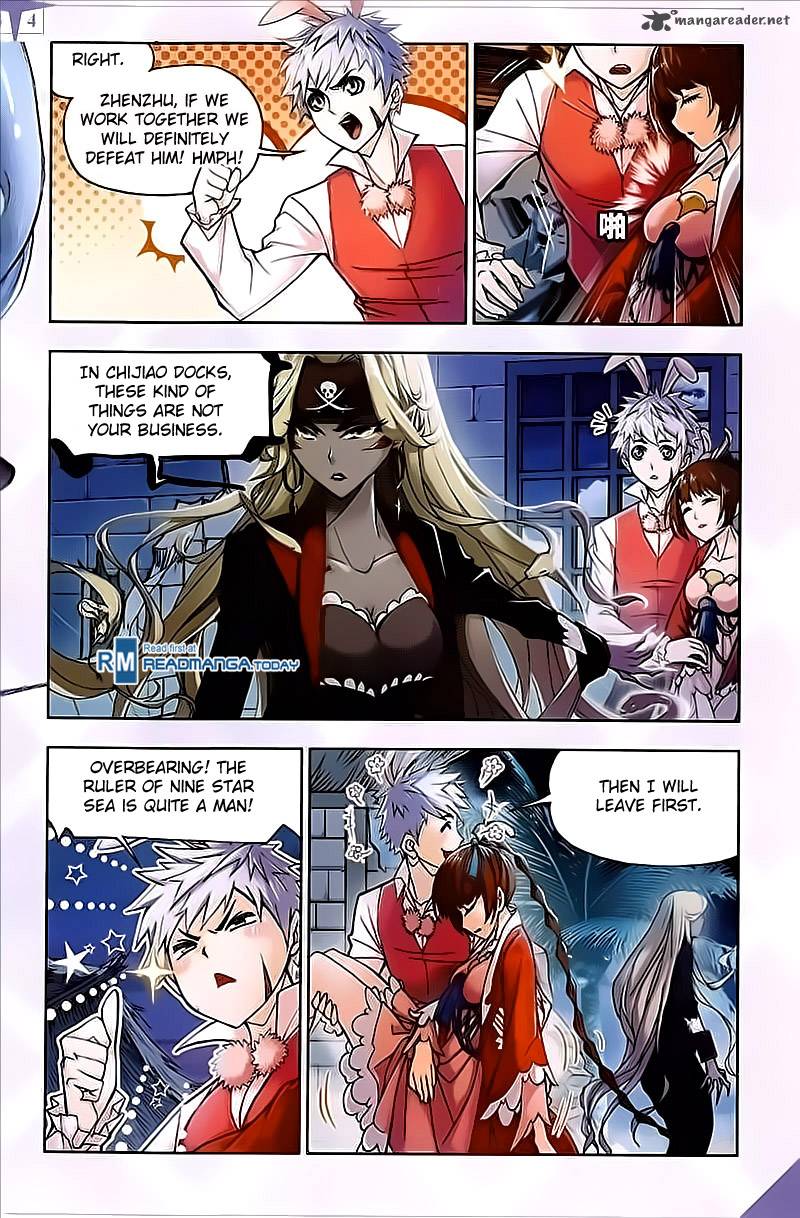 4
mangareader.net
RIGHT.
ZHENZHU, IF WE
WORK TOGETHER WE
WILL DEFINITELY
DEFEAT HIM! HMPH!
啪
IN CHIJIAO DOCKS,
THESE KIND OF
THINGS ARE NOT
YOUR BUSINESS.
RM
Read first at
READMANGA.TODAY
OVERBEARING! THE
RULER OF NINE STAR
SEA IS QUITE A MAN!
THEN I WILL
LEAVE FIRST.